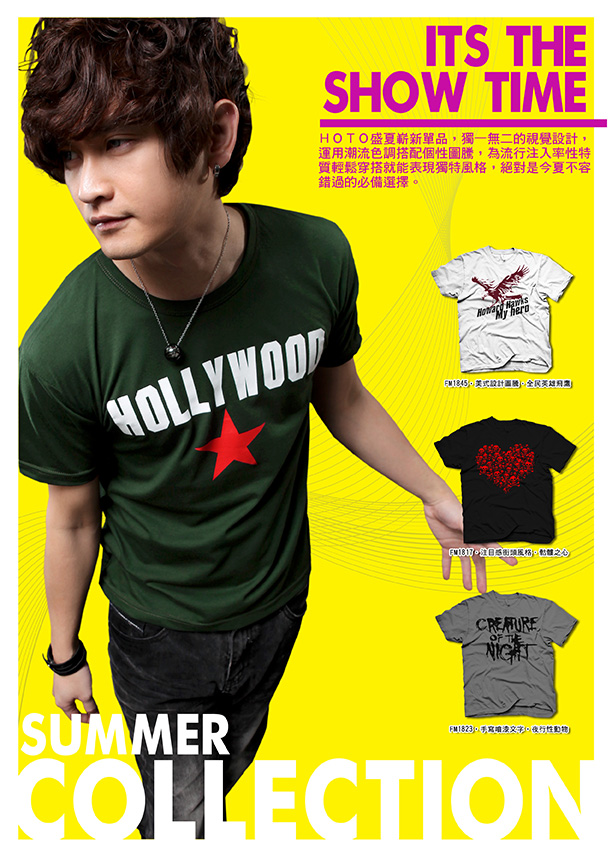 ITS THE
SHOW TIME
HOTO盛夏嶄新單品，獨一無二的視覺設計，
運用潮流色調搭配個性圖騰，為流行注入率性特
質輕鬆穿搭就能表現獨特風格，絕對是今夏不容
錯過的必備選擇。
HOLLYWOOD
Howard Hawks
My hero
FM1845，美式設計圖騰，全民英雄飛鷹
FM1817，注目感街頭風格，骷髏之心
CREATURE
OF THE
NIGHT
FM1823，手寫噴漆文字，夜行性動物
SUMMER
COLLECTION